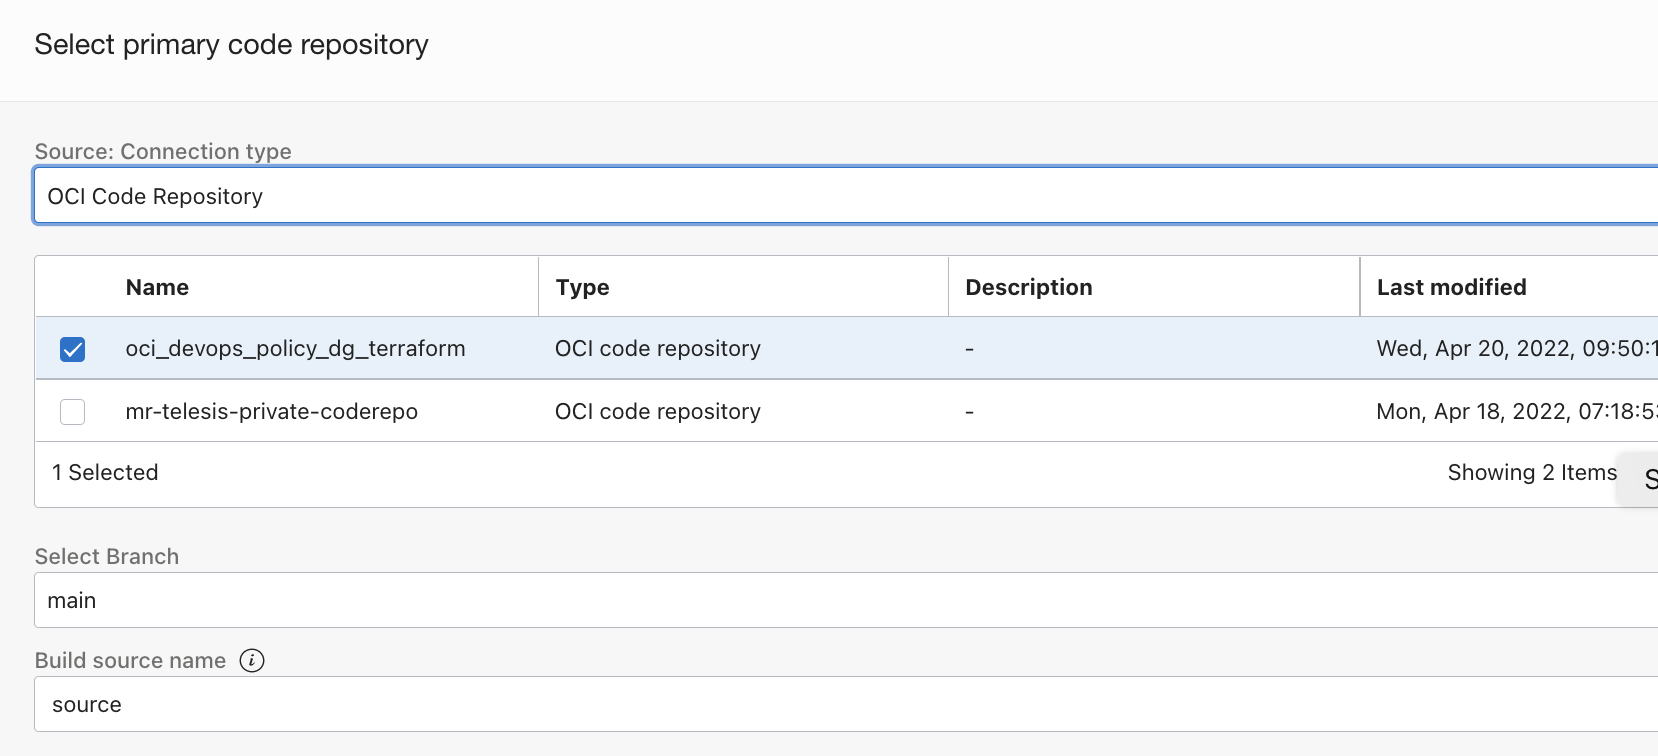 Select primary code repository
Source: Connection type
OCI Code Repository
Name Type Description Last modified
oci_devops_policy_dg_terraform OCI code repository - Wed, Apr 20, 2022, 09:50:1
mr-telesis-private-coderepo OCI code repository - Mon, Apr 18, 2022, 07:18:53
1 Selected Showing 2 Items S
Select Branch
main
Build source name i
source